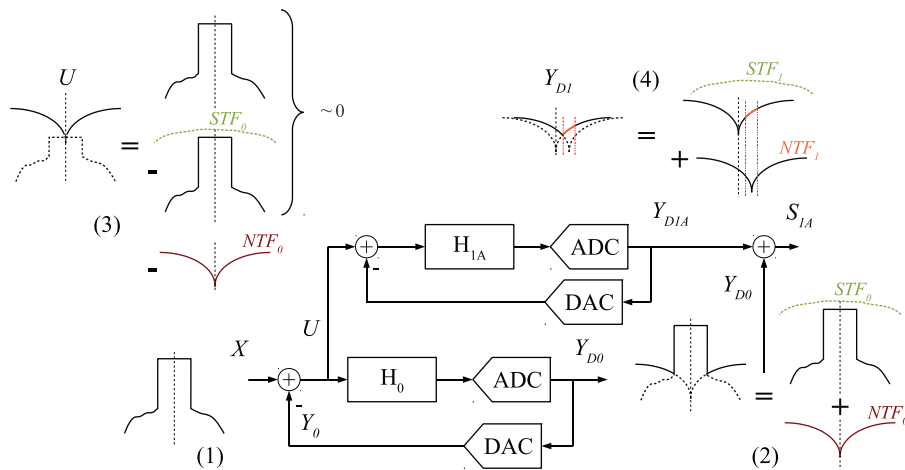 U
STF0
~0
=
-
(3)
-
NTF0
(4)
YD1
STF1
=
+
NTF1
YD1A
S1A
+
H1A
ADC
+
-
DAC
YD0
STF0
U
X
YD0
+
H0
ADC
-
Y0
DAC
=
+
NTF0
(1)
(2)